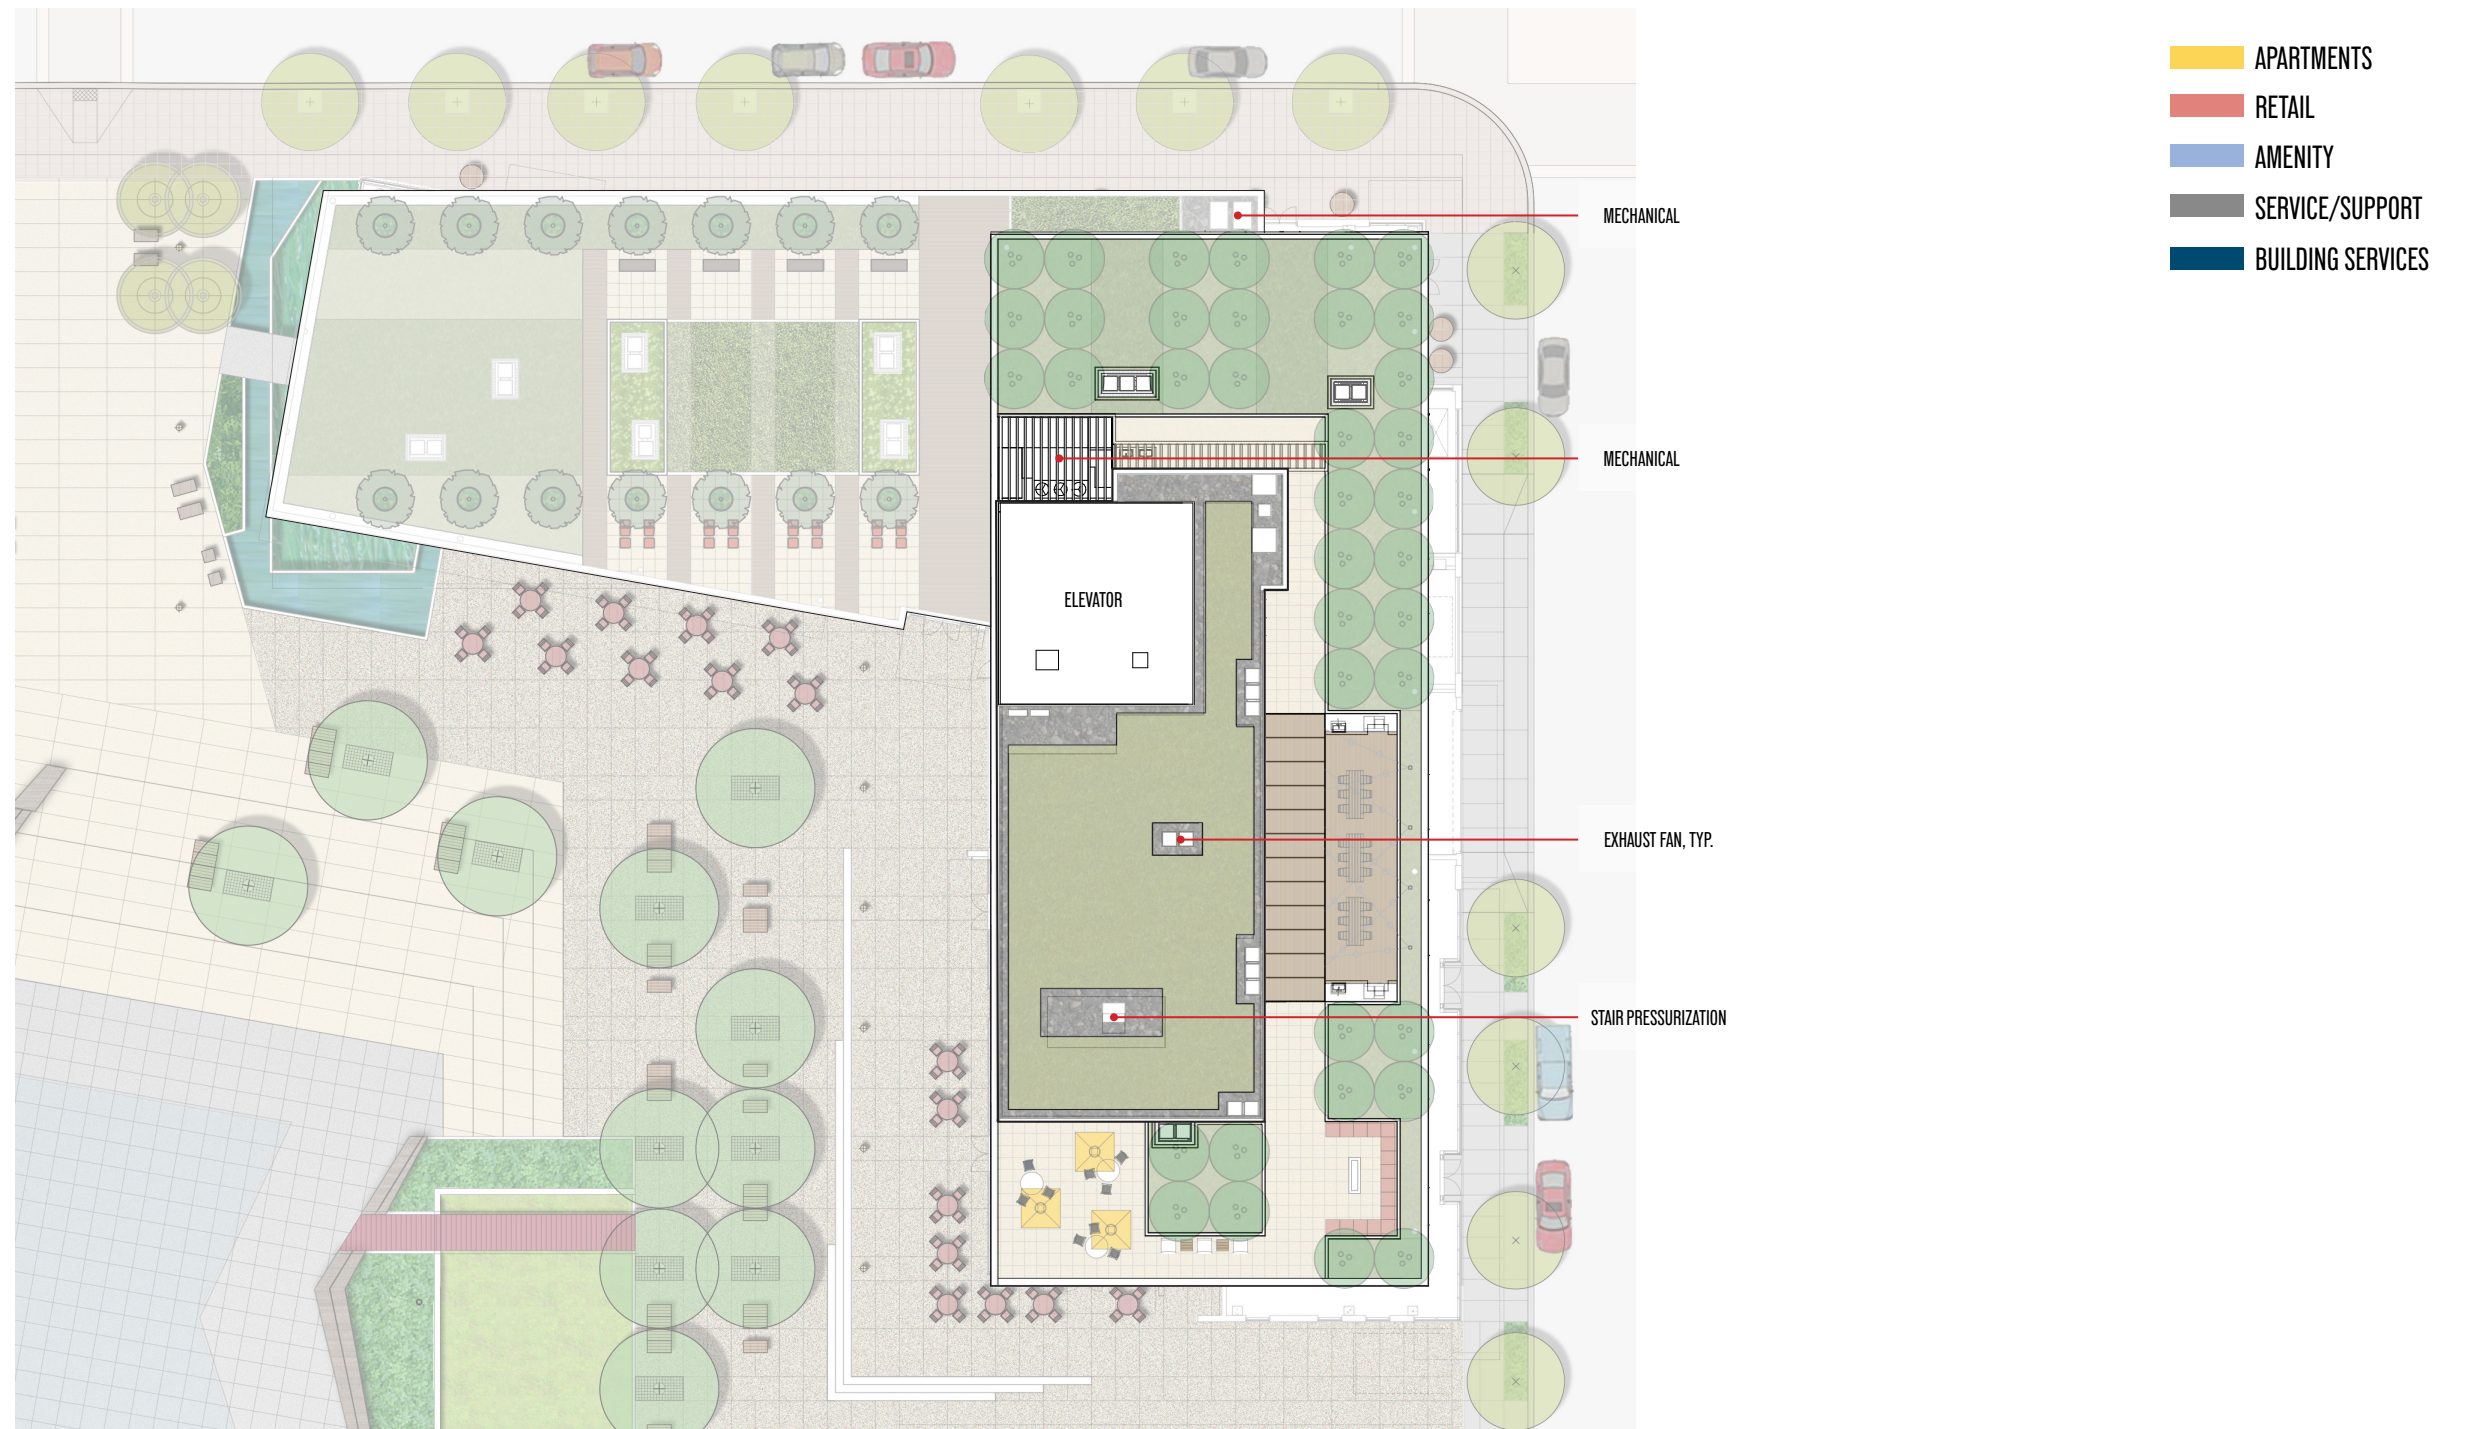 APARTMENTS
RETAIL
AMENITY
SERVICE/SUPPORT
BUILDING SERVICES
MECHANICAL
MECHANICAL
ELEVATOR
EXHAUST FAN, TYP.
STAIR PRESSURIZATION